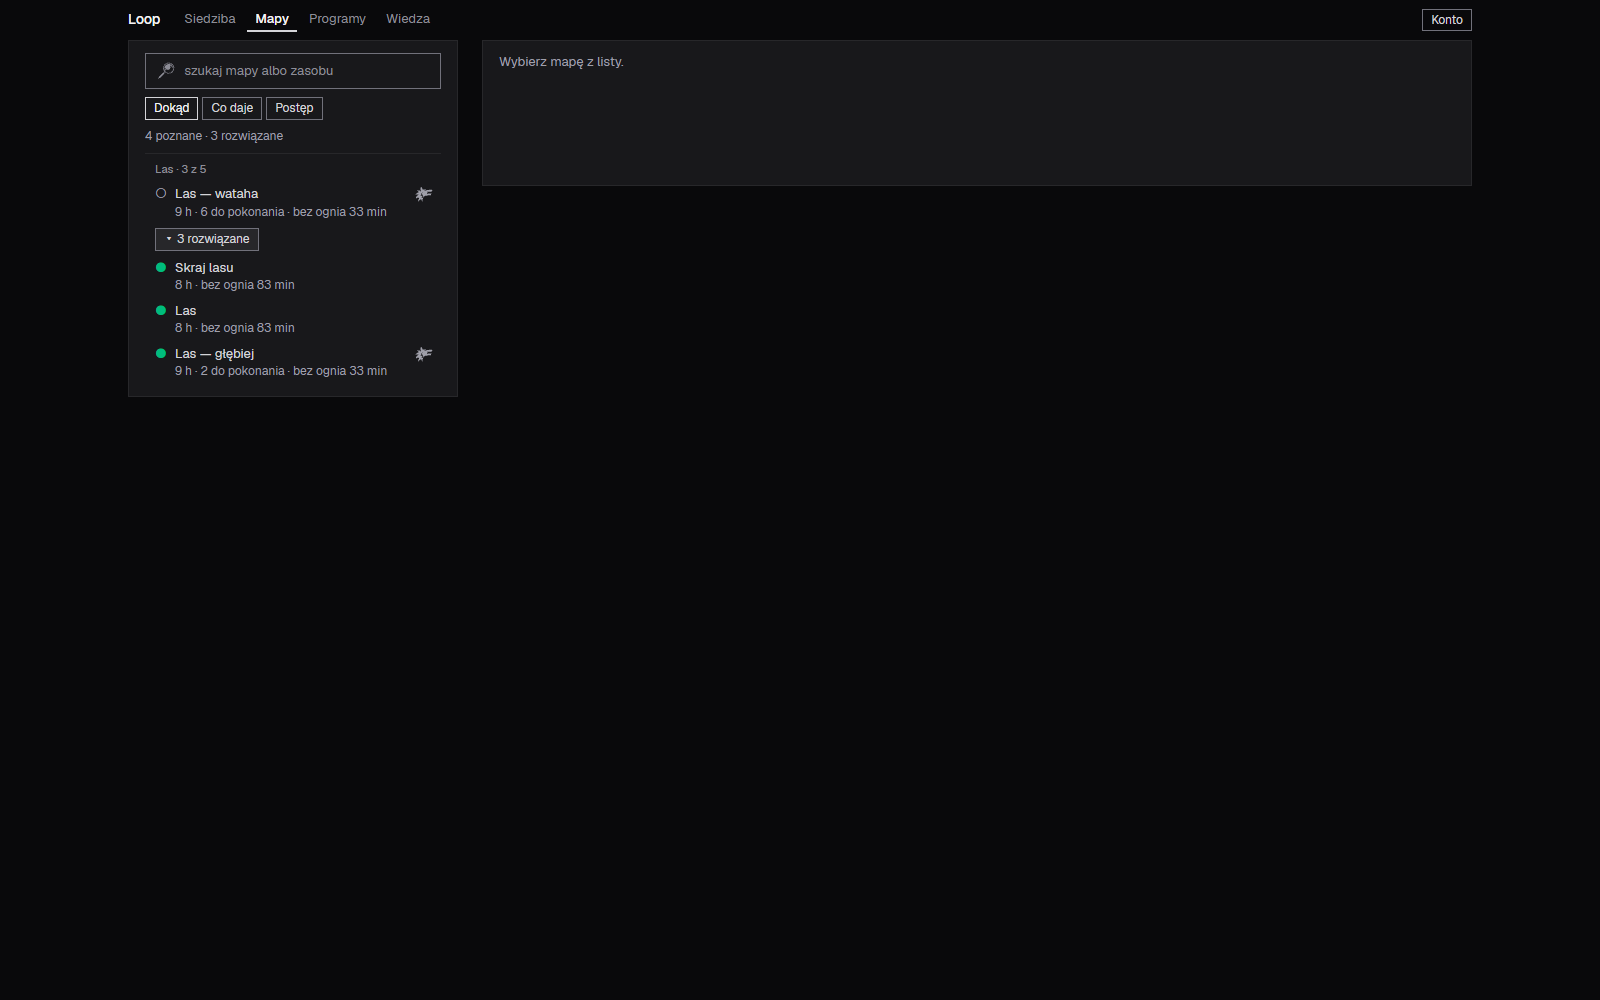 Loop Siedziba Mapy Programy Wiedza Konto
szukaj mapy albo zasobu
Dokąd Co daje Postęp
4 poznane · 3 rozwiązane
Las · 3 z 5
Las — wataha
9 h · 6 do pokonania · bez ognia 33 min
3 rozwiązane
Skraj lasu
8 h · bez ognia 83 min
Las
8 h · bez ognia 83 min
Las — głębiej
9 h · 2 do pokonania · bez ognia 33 min
Wybierz mapę z listy.